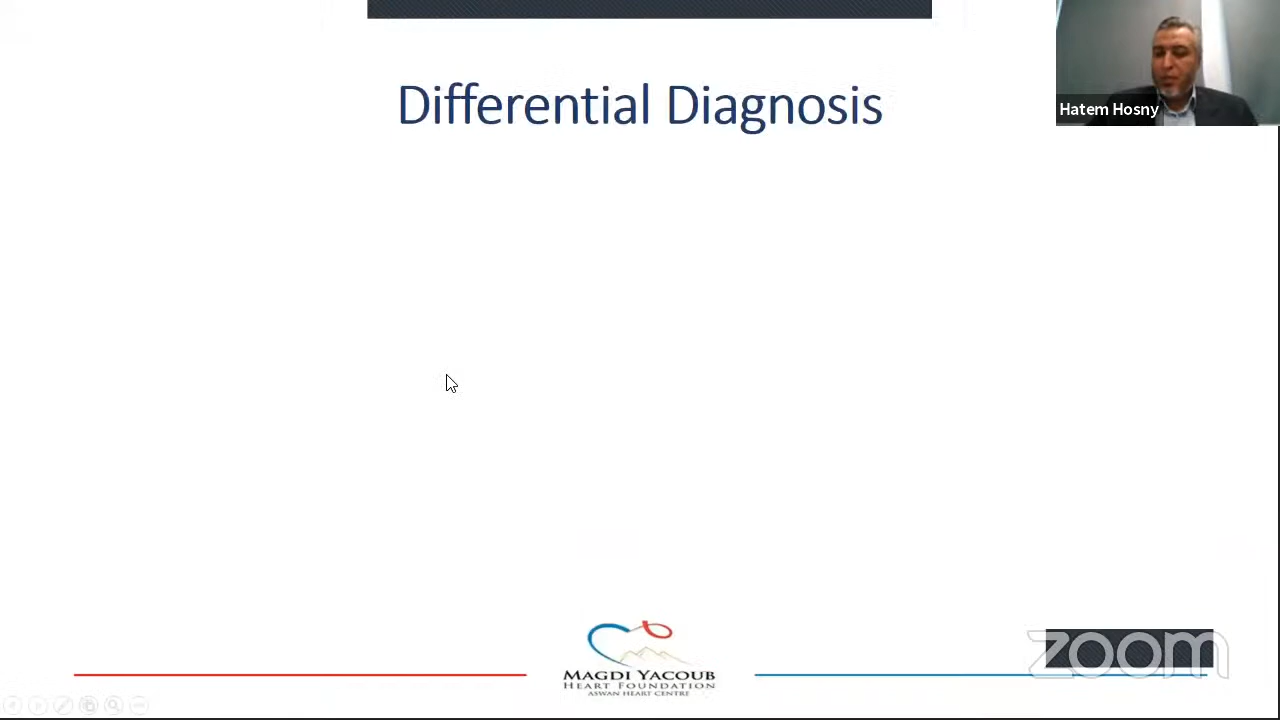 Differential Diagnosis
Hatem Hosny
MAGDI YACOUB
HEART FOUNDATION
ASWAN HEART CENTRE
zoom